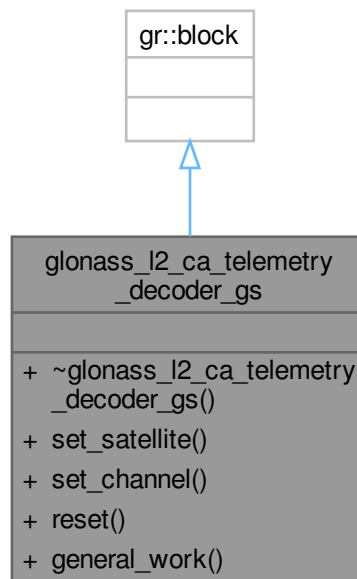 gr::block
glonass_l2_ca_telemetry
_decoder_gs
+ ~glonass_l2_ca_telemetry
_decoder_gs()
+ set_satellite()
+ set_channel()
+ reset()
+ general_work()